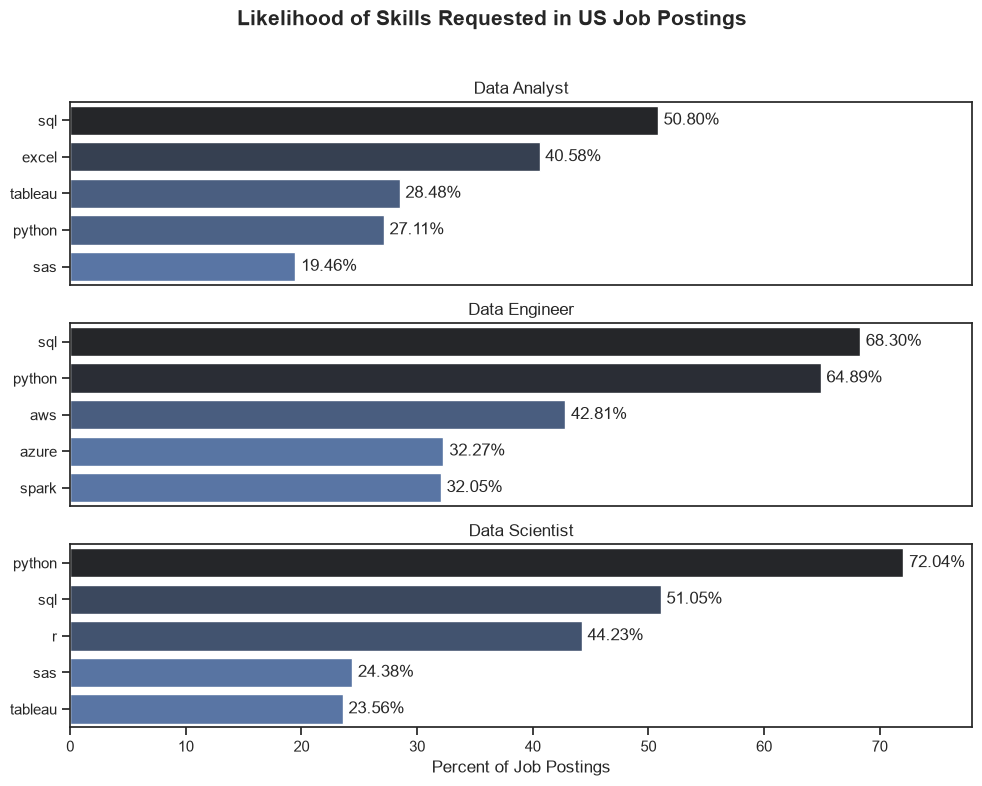 Likelihood of Skills Requested in US Job Postings
Data Analyst
sql 50.80%
excel 40.58%
tableau 28.48%
python 27.11%
sas 19.46%
Data Engineer
sql 68.30%
python 64.89%
aws 42.81%
azure 32.27%
spark 32.05%
Data Scientist
python 72.04%
sql 51.05%
r 44.23%
sas 24.38%
tableau 23.56%
0 10 20 30 40 50 60 70
Percent of Job Postings